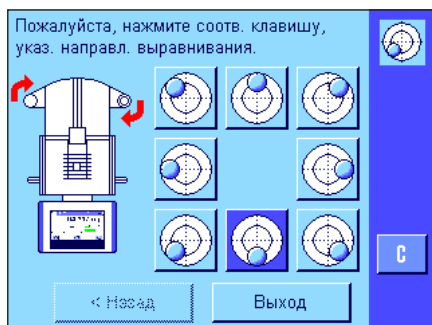 Пожалуйста, нажмите соотв. клавишу,
указ. направл. выравнивания.
C
< Назад
Выход